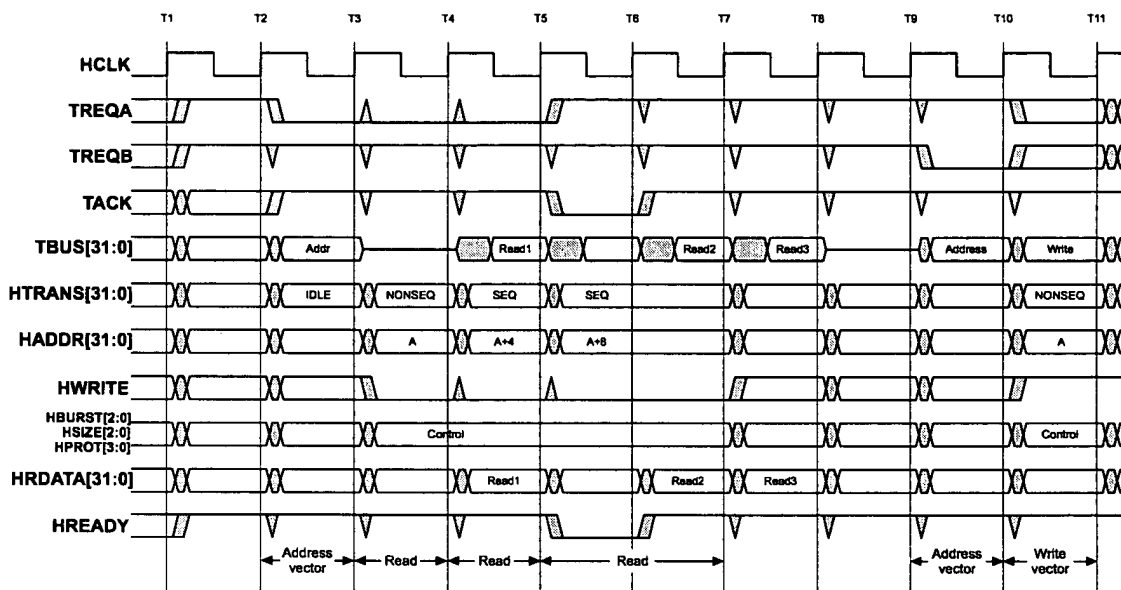 T1 T2 T3 T4 T5 T6 T7 T8 T9 T10 T11
HCLK
TREQA
TREQB
TACK
TBUS[31:0] Addr Read1 Read2 Read3 Address Write
HTRANS[31:0] IDLE NONSEQ SEQ SEQ NONSEQ
HADDR[31:0] A A+4 A+8 A
HWRITE
HBURST[2:0]
HSIZE[2:0] Control Control
HPROT[3:0]
HRDATA[31:0] Read1 Read2 Read3
HREADY
Address vector Read Read Read Address vector Write vector